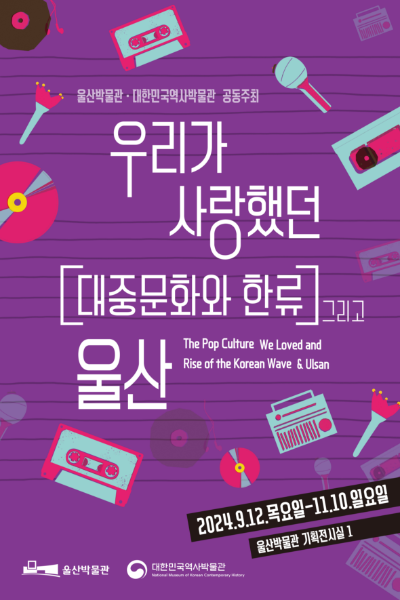 울산박물관·대한민국역사박물관 공동주최
우리가
사랑했던
[대중문화와 한류] 그리고
울산
The Pop Culture We Loved and
Rise of the Korean Wave & Ulsan
2024.9.12.목요일-11.10.일요일
울산박물관 기획전시실 1
울산박물관
대한민국역사박물관
National Museum of Korean Contemporary History